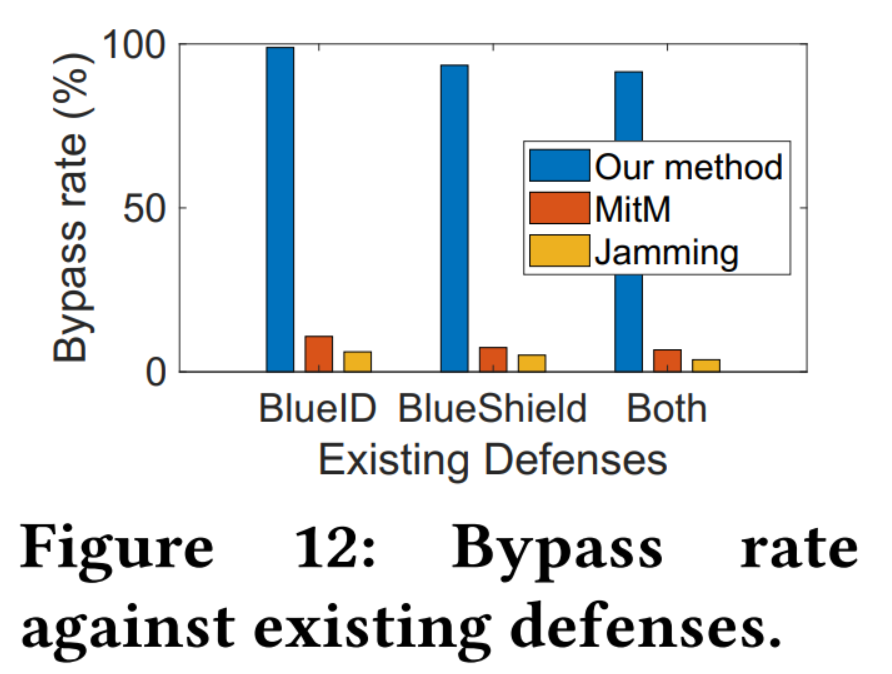 100
50
0
Bypass rate (%)
Our method
MitM
Jamming
BlueID BlueShield Both
Existing Defenses
Figure 12: Bypass rate
against existing defenses.